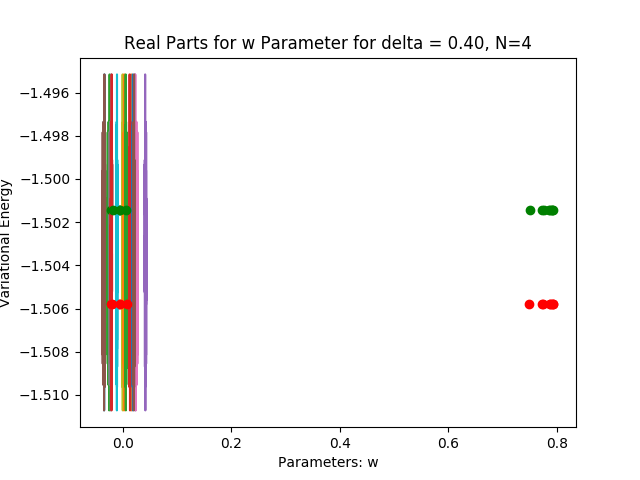 Real Parts for w Parameter for delta = 0.40, N=4
Variational Energy
−1.496
−1.498
−1.500
−1.502
−1.504
−1.506
−1.508
−1.510
0.0 0.2 0.4 0.6 0.8
Parameters: w